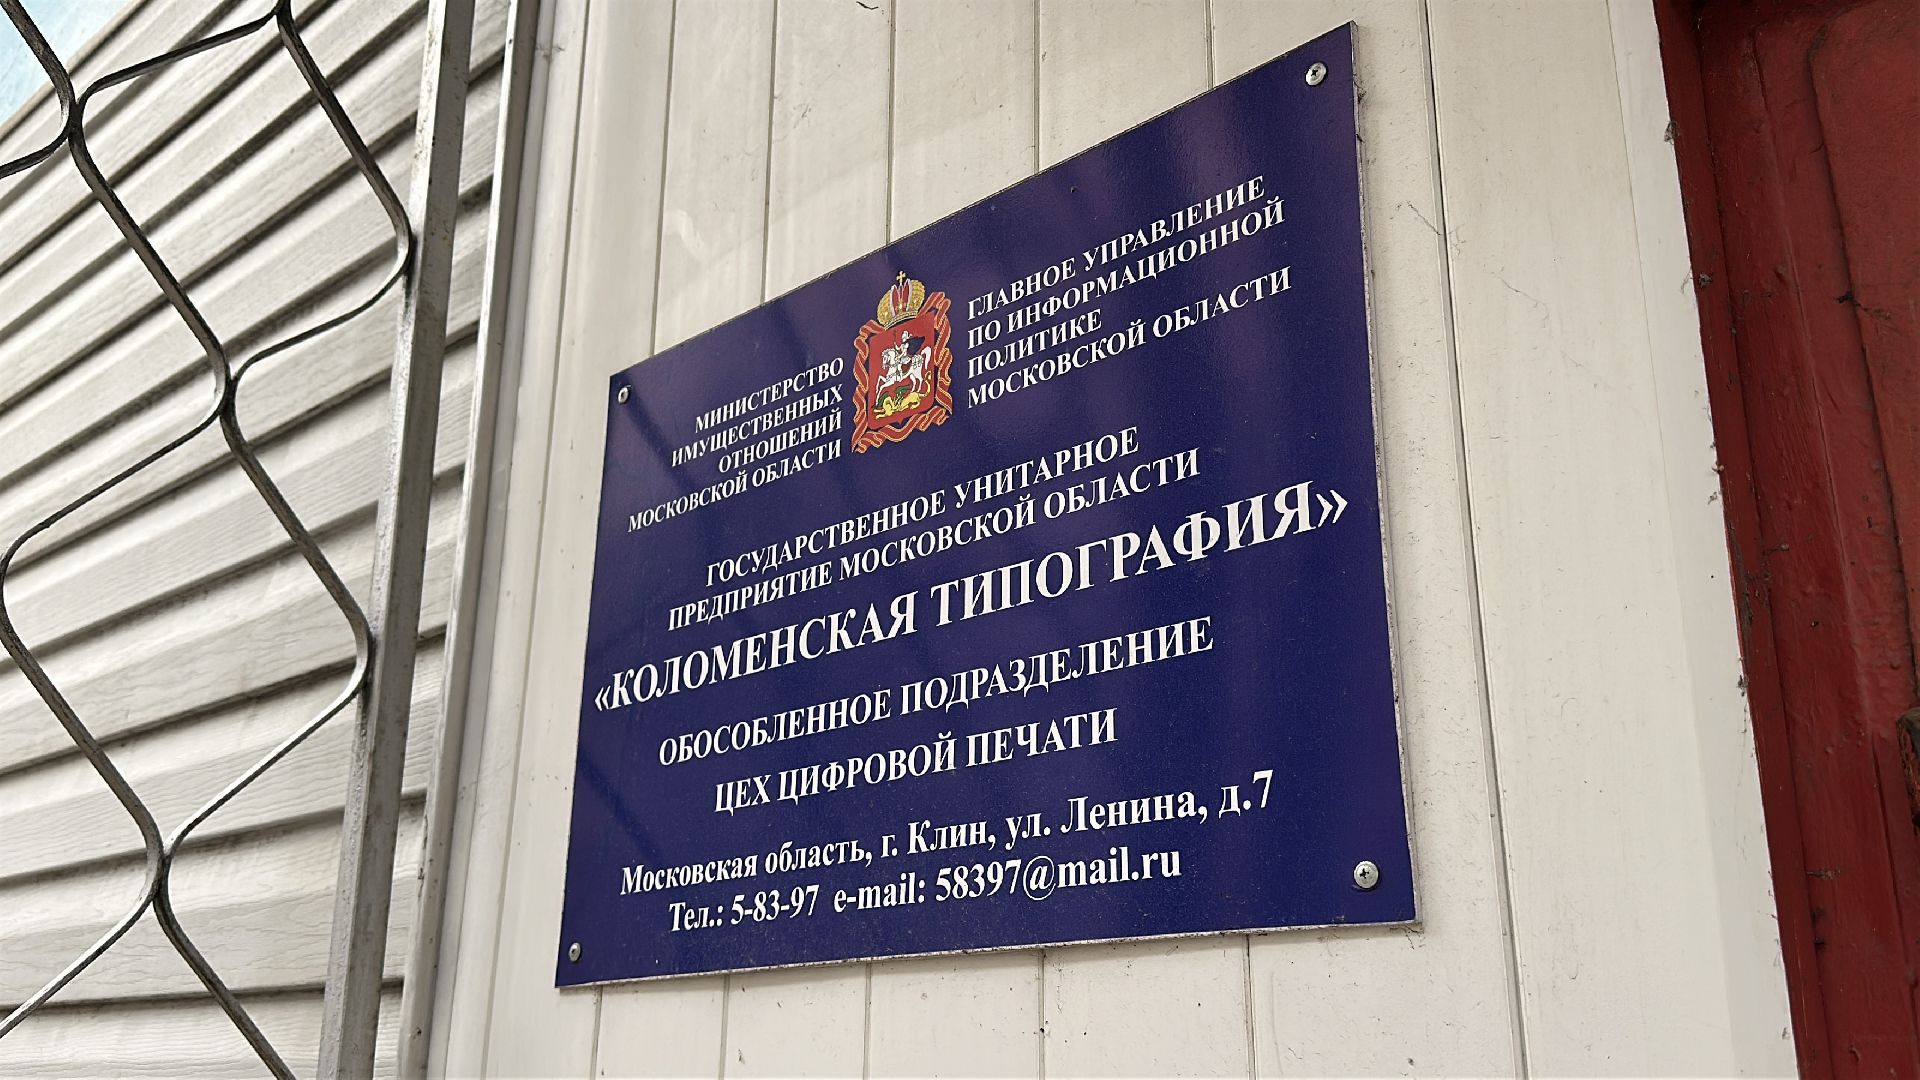 МИНИСТЕРСТВО
ИМУЩЕСТВЕННЫХ
ОТНОШЕНИЙ
МОСКОВСКОЙ ОБЛАСТИ
ГЛАВНОЕ УПРАВЛЕНИЕ
ПО ИНФОРМАЦИОННОЙ
ПОЛИТИКЕ
МОСКОВСКОЙ ОБЛАСТИ
ГОСУДАРСТВЕННОЕ УНИТАРНОЕ
ПРЕДПРИЯТИЕ МОСКОВСКОЙ ОБЛАСТИ
«КОЛОМЕНСКАЯ ТИПОГРАФИЯ»
ОБОСОБЛЕННОЕ ПОДРАЗДЕЛЕНИЕ
ЦЕХ ЦИФРОВОЙ ПЕЧАТИ
Московская область, г. Клин, ул. Ленина, д.7
Тел.: 5-83-97 e-mail: 58397@mail.ru